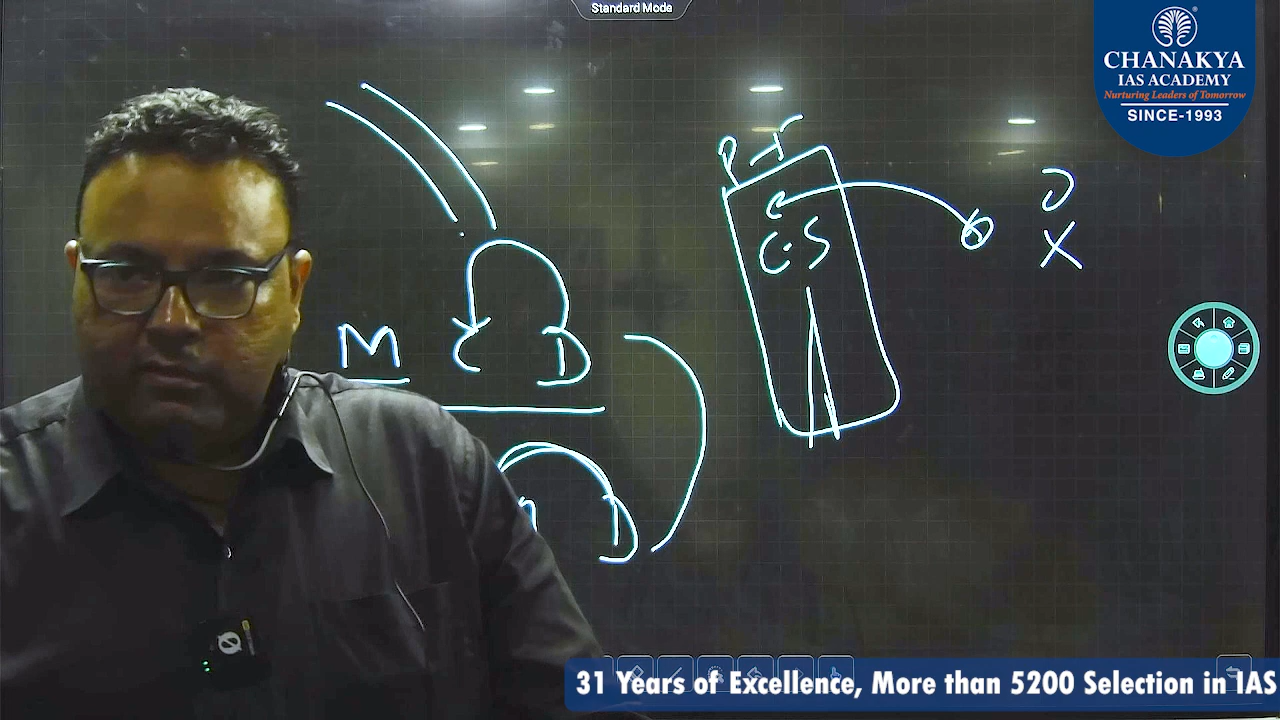 Standard Mode
CHANAKYA
IAS ACADEMY
Nurturing Leaders of Tomorrow
SINCE-1993
C.S
X
M C D
D
31 Years of Excellence, More than 5200 Selection in IAS